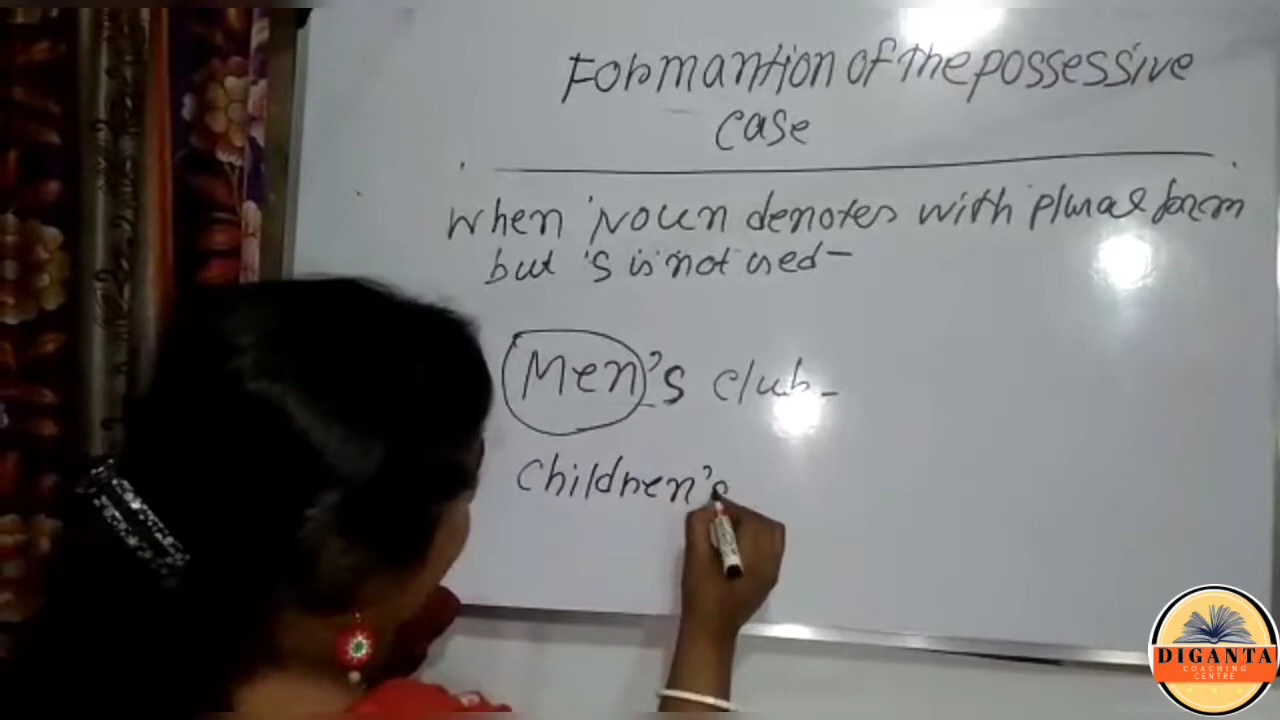 Formantion of the possessive
case
When Noun denotes with plural form
but 's is not used-
Men's club-
Children's
DIGANTA
COACHING
CENTRE